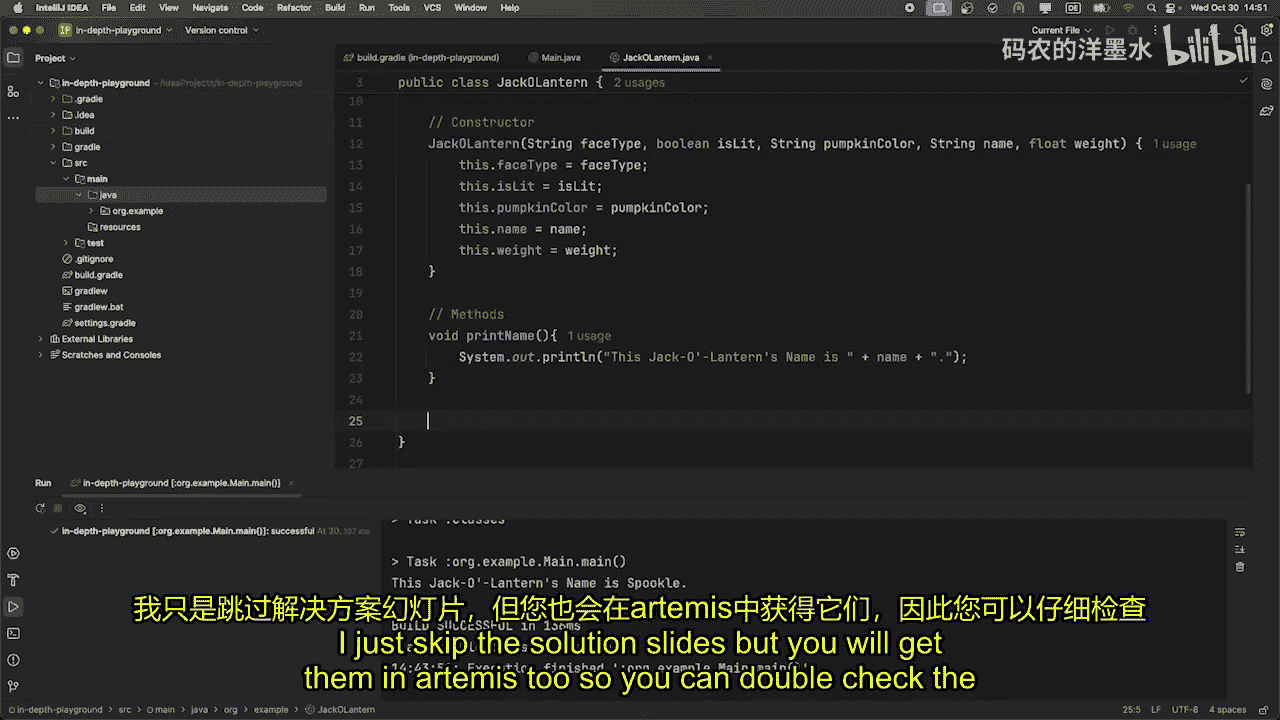 IntelliJ IDEA File Edit View Navigate Code Refactor Build Run Tools VCS Window Help
DE
Wed Oct 30 14:51
IP in-depth-playground Version control
Current File
码农的洋墨水 bilibili
Project
build.gradle (in-depth-playground) Main.java JackOLantern.java
in-depth-playground ~/IdeaProjects/in-depth-playground
.gradle
.idea
build
gradle
src
main
java
org.example
resources
test
.gitignore
build.gradle
gradlew
gradlew.bat
settings.gradle
External Libraries
Scratches and Consoles
3 public class JackOLantern { 2 usages
10
11 // Constructor
12 JackOLantern(String faceType, boolean isLit, String pumpkinColor, String name, float weight) { 1 usage
13 this.faceType = faceType;
14 this.isLit = isLit;
15 this.pumpkinColor = pumpkinColor;
16 this.name = name;
17 this.weight = weight;
18 }
19
20 // Methods
21 void printName(){ 1 usage
22 System.out.println("This Jack-O'-Lantern's Name is " + name + ".");
23 }
24
25
26 }
27
Run in-depth-playground [:org.example.Main.main()]
in-depth-playground [:org.example.Main.main()]: successful At 30.
> Task :classes
> Task :org.example.Main.main()
This Jack-O'-Lantern's Name is Spookle.
我只是跳过解决方案幻灯片，但您也会在artemis中获得它们，因此您可以仔细检查
BUILD SUCCESSFUL in 136ms
I just skip the solution slides but you will get
them in artemis too so you can double check the
in-depth-playground > src > main > java > org > example > JackOLantern
25:5 LF UTF-8 4 spaces